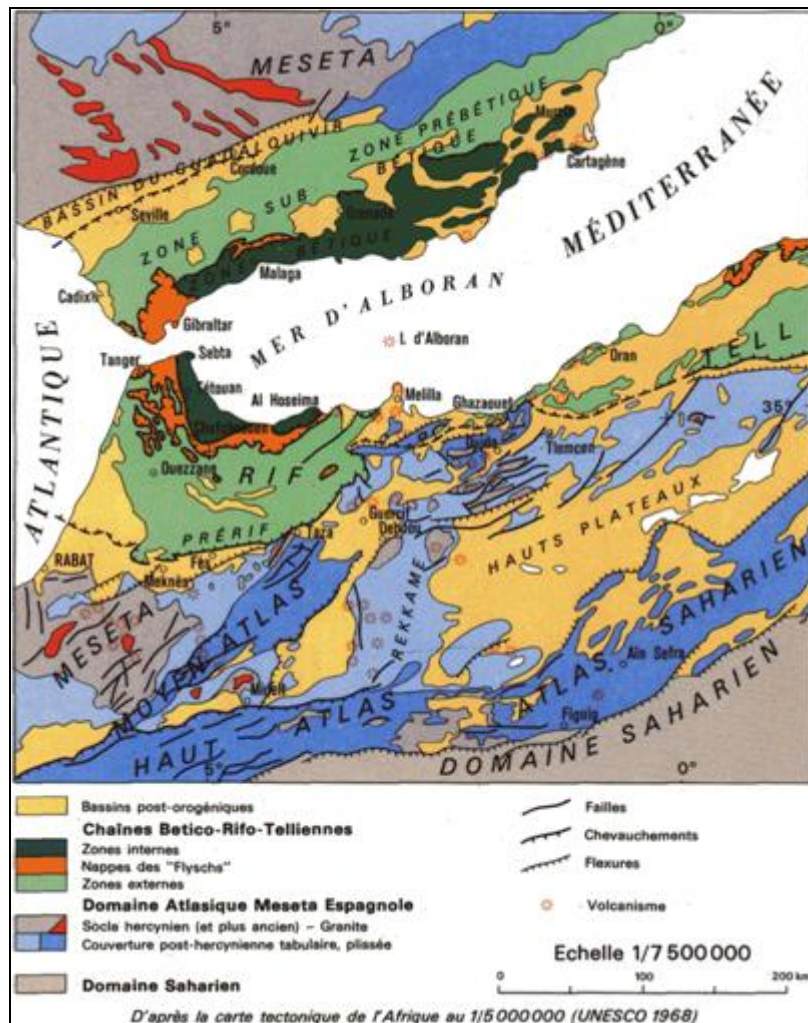 5°
0°
MESETA
BASSIN DU GUADALQUIVIR
Cordoue
ZONE PRÉBÉTIQUE
Murcie
Cartagène
Seville
ZONE SUB BÉTIQUE
Grenade
ZONE BÉTIQUE
Malaga
Cadix
Gibraltar
MER D'ALBORAN
MÉDITERRANÉE
I. d'Alboran
ATLANTIQUE
Tanger
Sebta
Tétouan
Al Hoseima
Melilla
Ghazaouet
Oran
TELL
Chefchaouen
Oujda
Tlemcen
35°
Ouezzane
RIF
PRÉRIF
Taza
Guercif
Debdou
HAUTS PLATEAUX
RABAT
Fès
Meknès
MESETA
MOYEN ATLAS
REKKAME
Midelt
HAUT ATLAS
ATLAS SAHARIEN
Aïn Sefra
Figuig
DOMAINE SAHARIEN
5°
0°
Bassins post-orogéniques
Chaînes Betico-Rifo-Telliennes
Zones internes
Nappes des "Flyschs"
Zones externes
Domaine Atlasique Meseta Espagnole
Sòcle hercynien (et plus ancien) – Granite
Couverture post-hercynienne tabulaire, plissée
Domaine Saharien
Failles
Chevauchements
Flexures
Volcanisme
Echelle 1/7 500 000
0 100 200 km
D'après la carte tectonique de l'Afrique au 1/5 000 000 (UNESCO 1968)